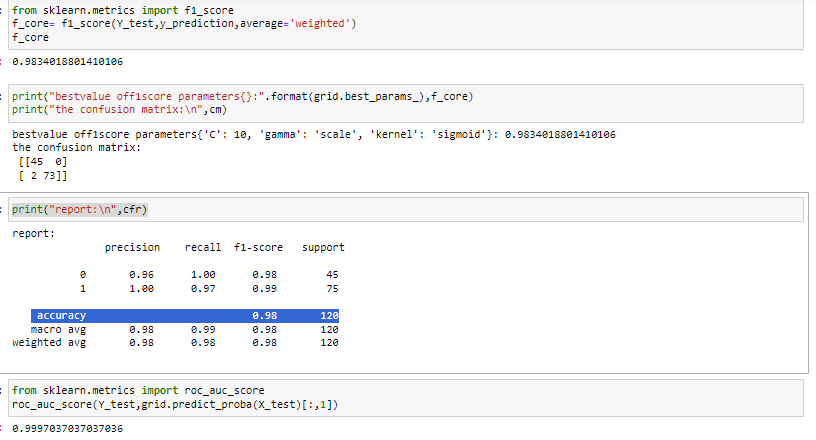 from sklearn.metrics import f1_score
f_core= f1_score(Y_test,y_prediction,average='weighted')
f_core
0.9834018801410106
print("bestvalue off1score parameters{}:".format(grid.best_params_),f_core)
print("the confusion matrix:\n",cm)
bestvalue off1score parameters{'C': 10, 'gamma': 'scale', 'kernel': 'sigmoid'}: 0.9834018801410106
the confusion matrix:
[[45 0]
[ 2 73]]
print("report:\n",cfr)
report:
precision recall f1-score support
0 0.96 1.00 0.98 45
1 1.00 0.97 0.99 75
accuracy 0.98 120
macro avg 0.98 0.99 0.98 120
weighted avg 0.98 0.98 0.98 120
from sklearn.metrics import roc_auc_score
roc_auc_score(Y_test,grid.predict_proba(X_test)[:,1])
0.9997037037037036